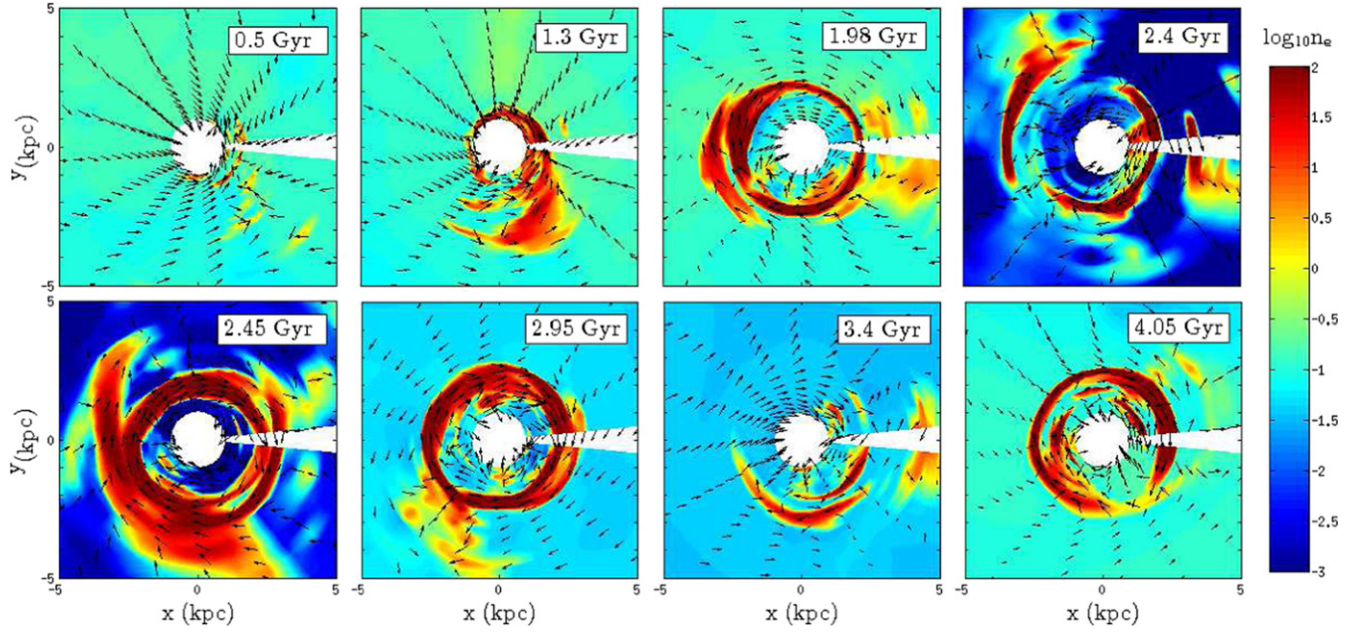 0.5 Gyr
1.3 Gyr
1.98 Gyr
2.4 Gyr
log₁₀nₑ
5
0
-5
y(kpc)
2
1.5
1
0.5
0
-0.5
-1
-1.5
-2
-2.5
-3
2.45 Gyr
2.95 Gyr
3.4 Gyr
4.05 Gyr
5
0
-5
y(kpc)
-5 0 5 -5 0 5 -5 0 5 -5 0 5
x (kpc) x (kpc) x (kpc) x (kpc)